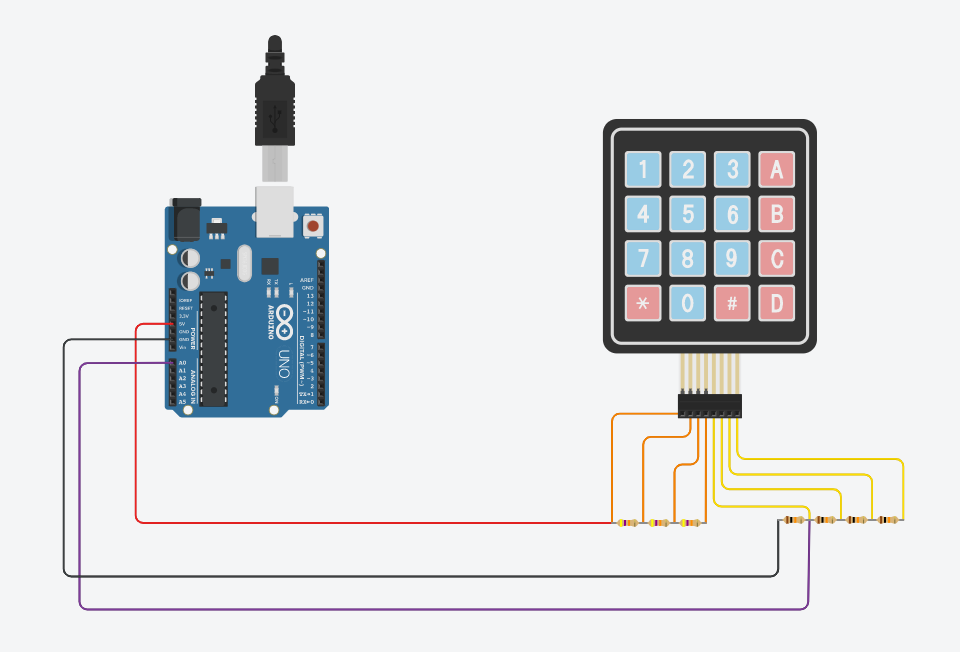 1 2 3 A
4 5 6 B
7 8 9 C
* 0 # D
IOREF
RESET
3.3V
5V
GND
GND
Vin
POWER
A0
A1
A2
A3
A4
A5
ANALOG IN
AREF
GND
13
12
~11
~10
~9
8
7
~6
~5
4
~3
2
TX→1
RX←0
DIGITAL (PWM~)
L
TX
RX
ON
ARDUINO
UNO